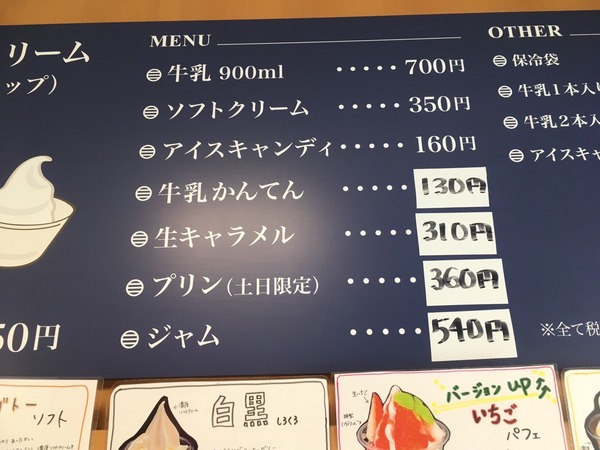 リーム
ップ）
50円
MENU
牛乳 900ml ・・・・・ 700円
ソフトクリーム ・・・・・ 350円
アイスキャンディ ・・・・・ 160円
牛乳かんてん ・・・・・ 130円
生キャラメル ・・・・・ 310円
プリン（土日限定） ・・・・・ 360円
ジャム ・・・・・ 540円
OTHER
保冷袋
牛乳1本入り
牛乳2本入
アイスキャ
※全て税
ソフト
白黒 しろくろ
バージョンUP
いちご
パフェ